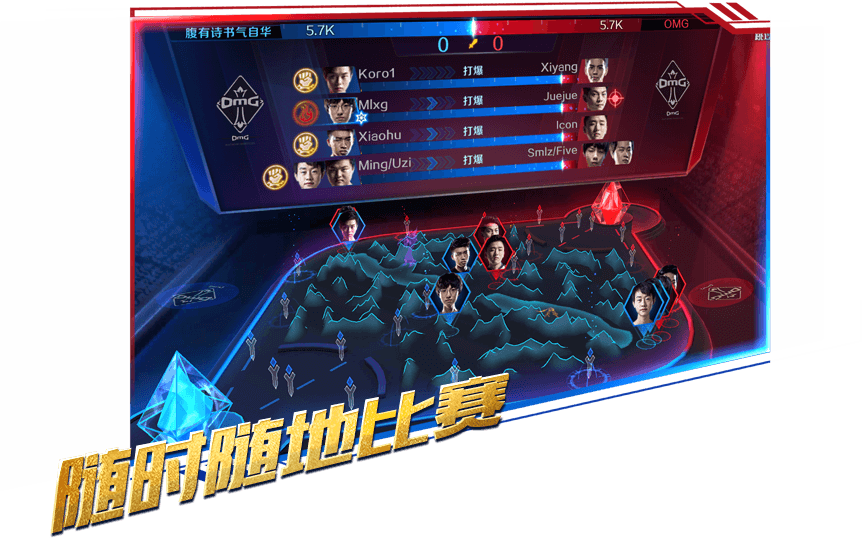 腹有诗书气自华 5.7K 5.7K OMG
0 0
Koro1 打爆 Xiyang
Mlxg 打爆 Juejue
Xiaohu 打爆 Icon
Ming/Uzi 打爆 Smlz/Five
OMG
OMG
OMG
OMG
随时随地比赛